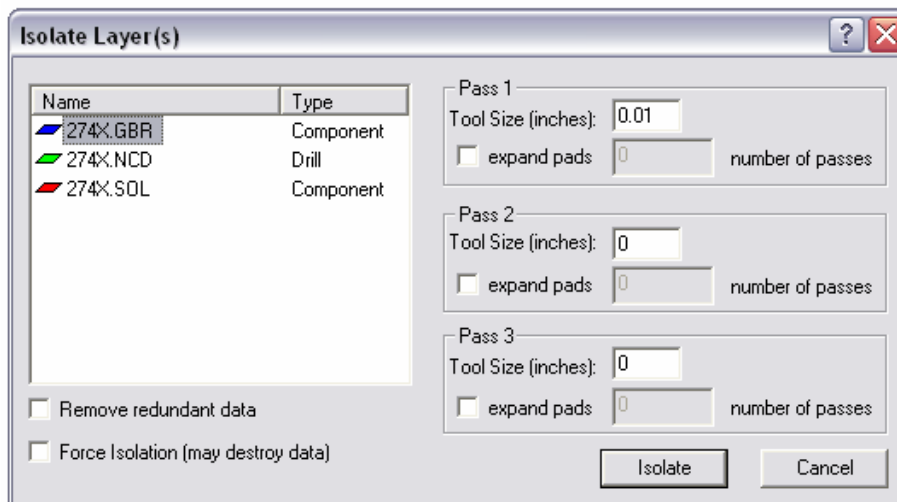 Isolate Layer(s)
Name Type
274X.GBR Component
274X.NCD Drill
274X.SOL Component
Remove redundant data
Force Isolation (may destroy data)
Pass 1
Tool Size (inches): 0.01
expand pads 0 number of passes
Pass 2
Tool Size (inches): 0
expand pads 0 number of passes
Pass 3
Tool Size (inches): 0
expand pads 0 number of passes
Isolate Cancel